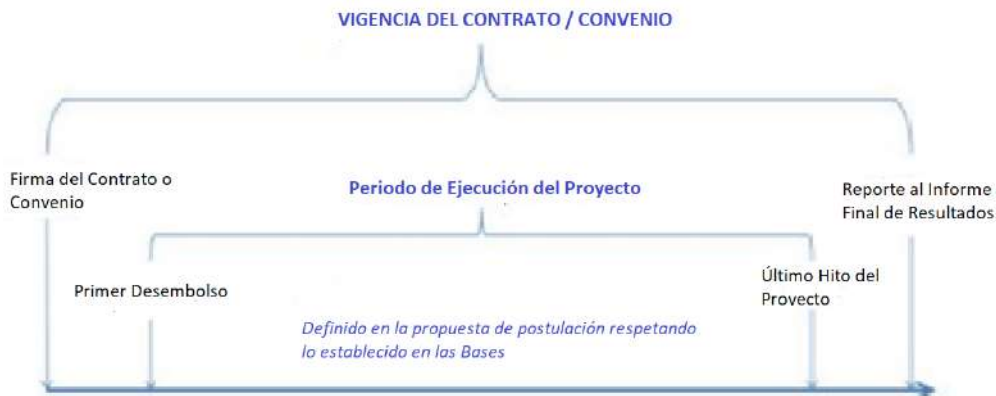 VIGENCIA DEL CONTRATO / CONVENIO
Firma del Contrato o
Convenio
Periodo de Ejecución del Proyecto
Reporte al Informe
Final de Resultados
Primer Desembolso
Último Hito del
Proyecto
Definido en la propuesta de postulación respetando
lo establecido en las Bases